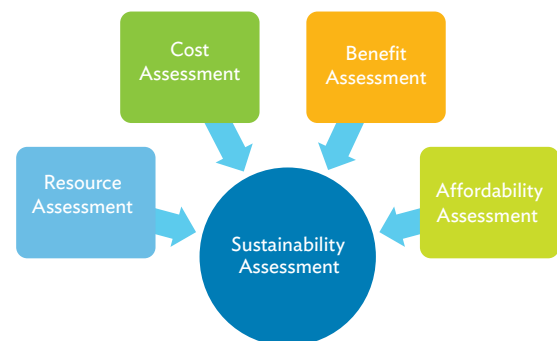 Cost
Assessment
Benefit
Assessment
Resource
Assessment
Affordability
Assessment
Sustainability
Assessment